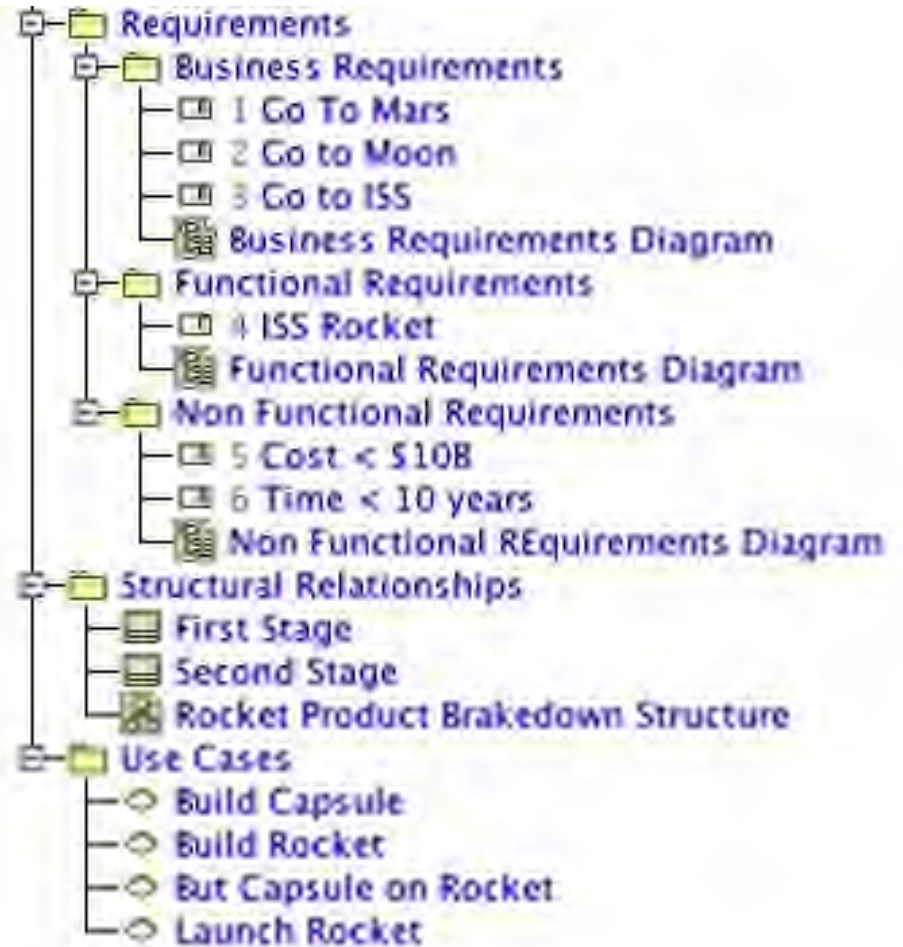 Requirements
Business Requirements
1 Go To Mars
2 Go to Moon
3 Go to ISS
Business Requirements Diagram
Functional Requirements
4 ISS Rocket
Functional Requirements Diagram
Non Functional Requirements
5 Cost < $10B
6 Time < 10 years
Non Functional REquirements Diagram
Structural Relationships
First Stage
Second Stage
Rocket Product Brakedown Structure
Use Cases
Build Capsule
Build Rocket
But Capsule on Rocket
Launch Rocket